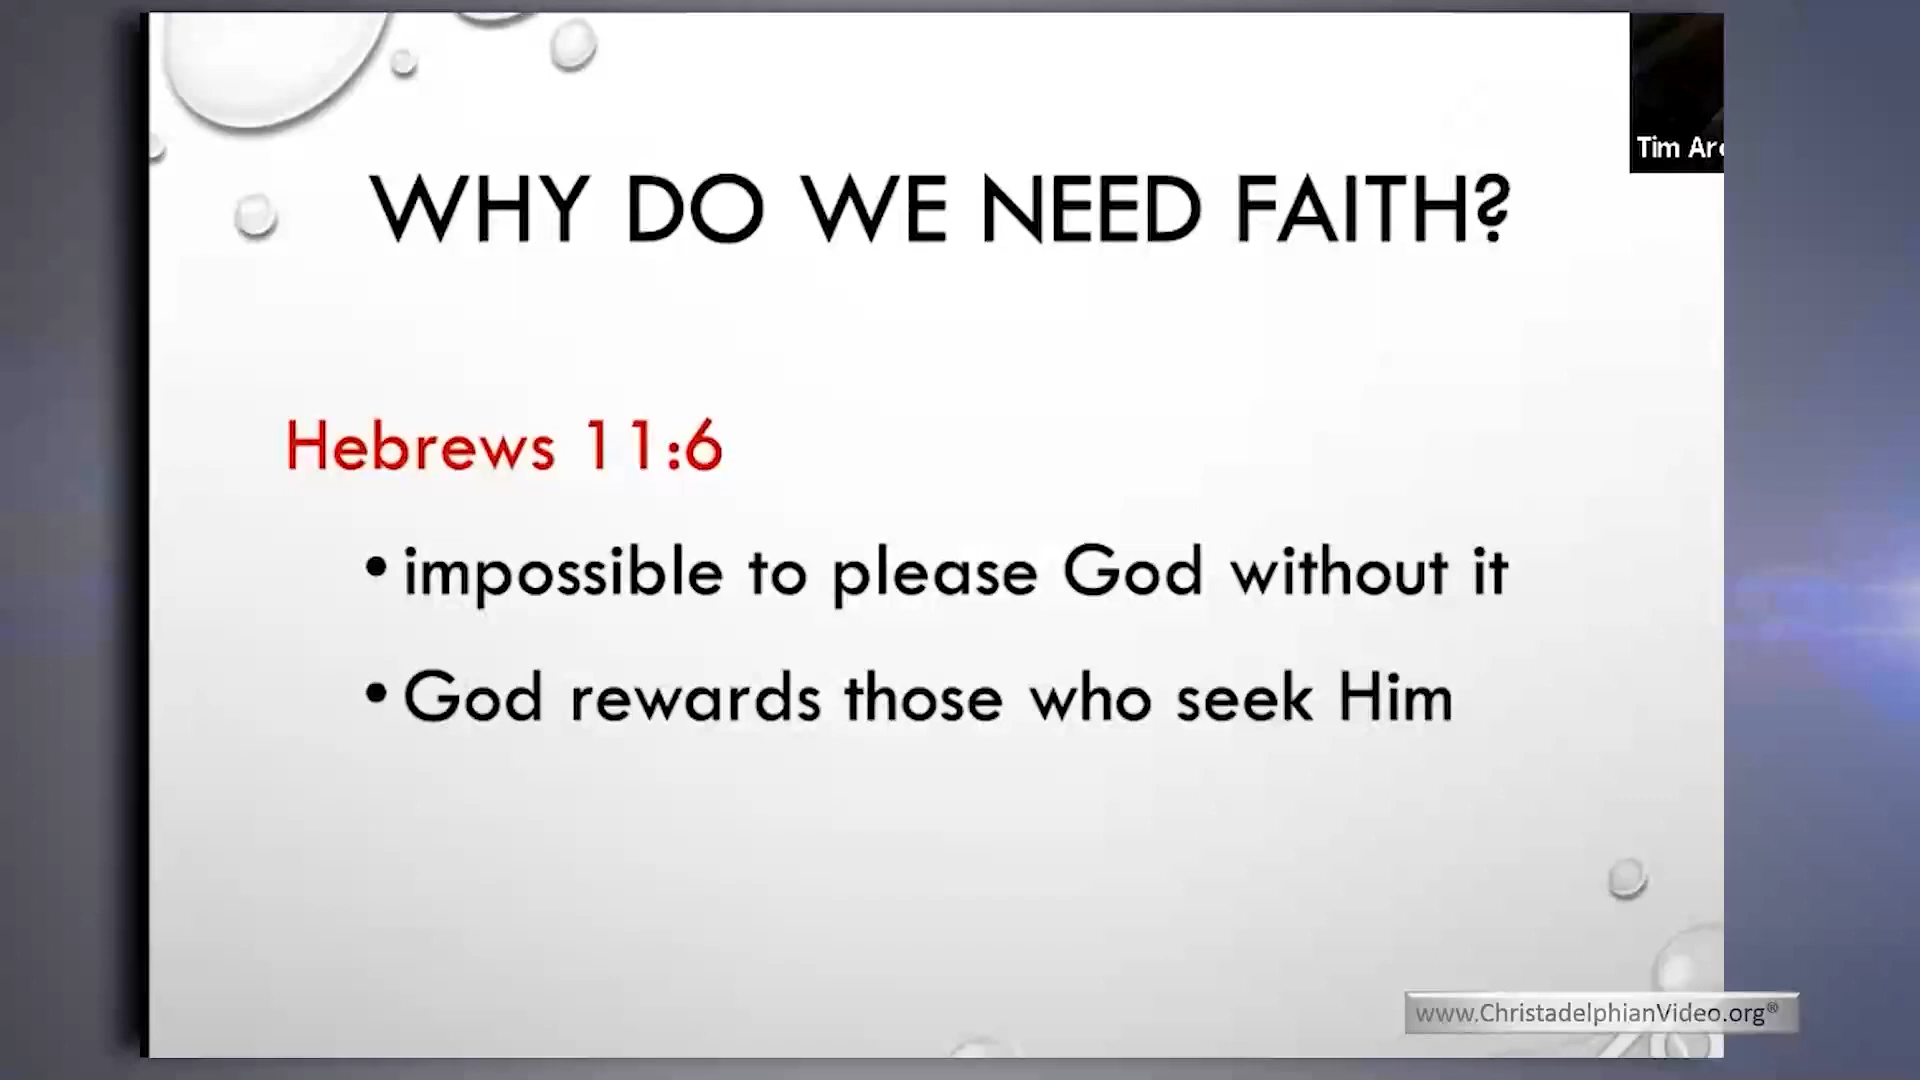 Tim Ar
WHY DO WE NEED FAITH?
Hebrews 11:6
• impossible to please God without it
• God rewards those who seek Him
www.ChristadelphianVideo.org®